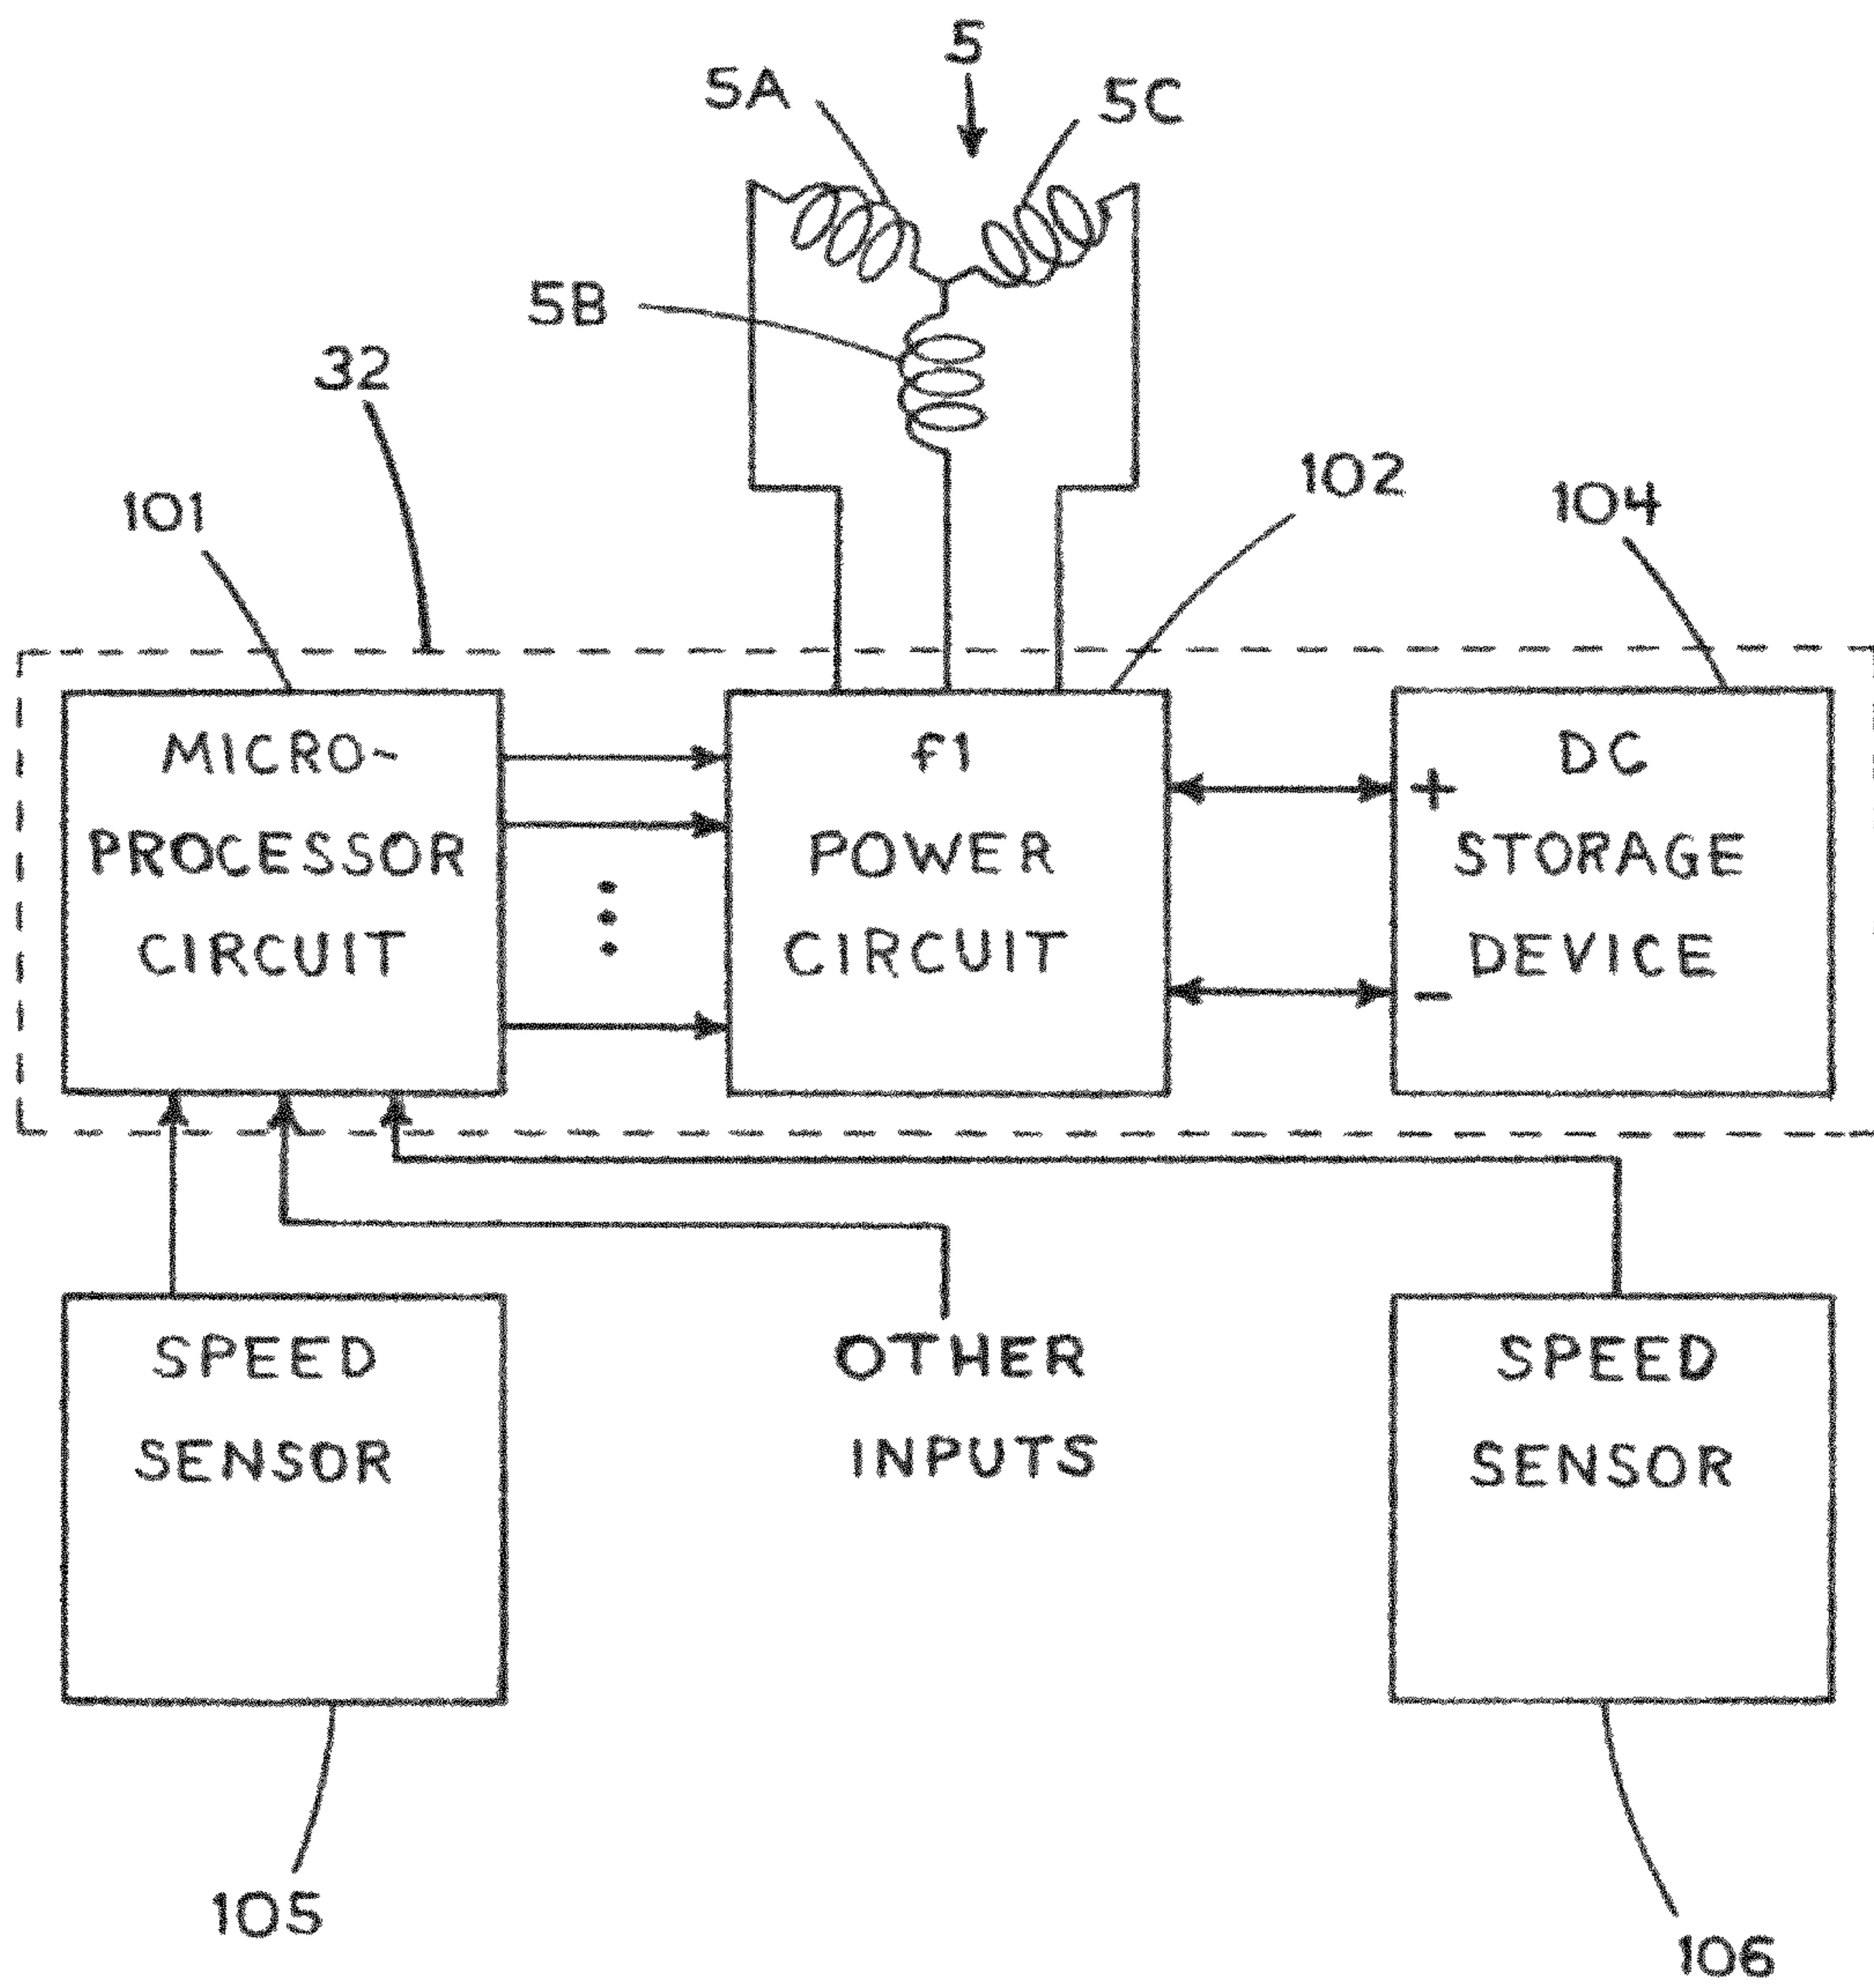 5
5A
5C
5B
32
101
102
104
MICRO-
PROCESSOR
CIRCUIT
f1
POWER
CIRCUIT
+
DC
STORAGE
DEVICE
-
SPEED
SENSOR
OTHER
INPUTS
SPEED
SENSOR
105
106